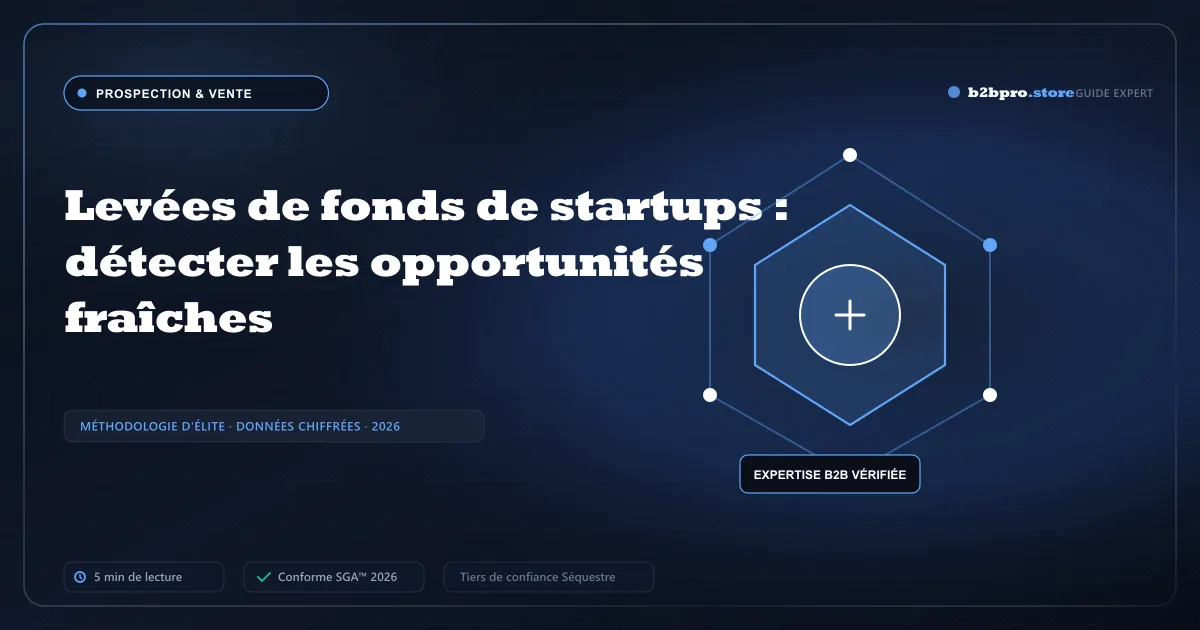 PROSPECTION & VENTE
b2bpro.store GUIDE EXPERT
Levées de fonds de startups :
détecter les opportunités
fraîches
MÉTHODOLOGIE D'ÉLITE · DONNÉES CHIFFRÉES · 2026
EXPERTISE B2B VÉRIFIÉE
5 min de lecture
Conforme SGA™ 2026
Tiers de confiance Séquestre